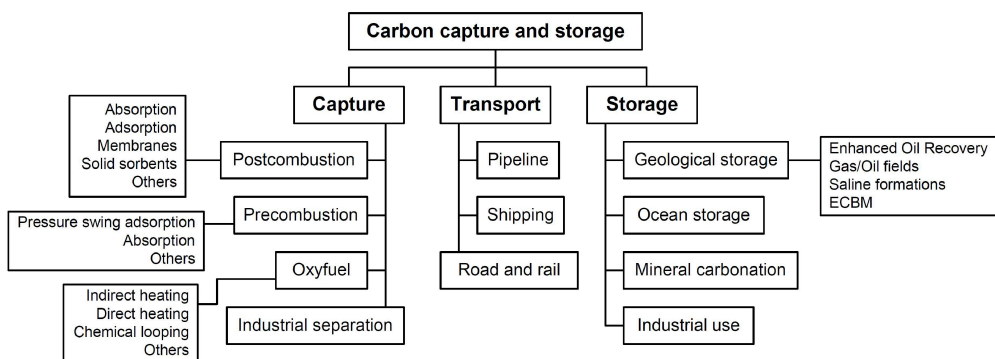 Carbon capture and storage
Capture
Transport
Storage
Absorption
Adsorption
Membranes
Solid sorbents
Others
Postcombustion
Pipeline
Geological storage
Enhanced Oil Recovery
Gas/Oil fields
Saline formations
ECBM
Pressure swing adsorption
Absorption
Others
Precombustion
Shipping
Ocean storage
Indirect heating
Direct heating
Chemical looping
Others
Oxyfuel
Road and rail
Mineral carbonation
Industrial separation
Industrial use